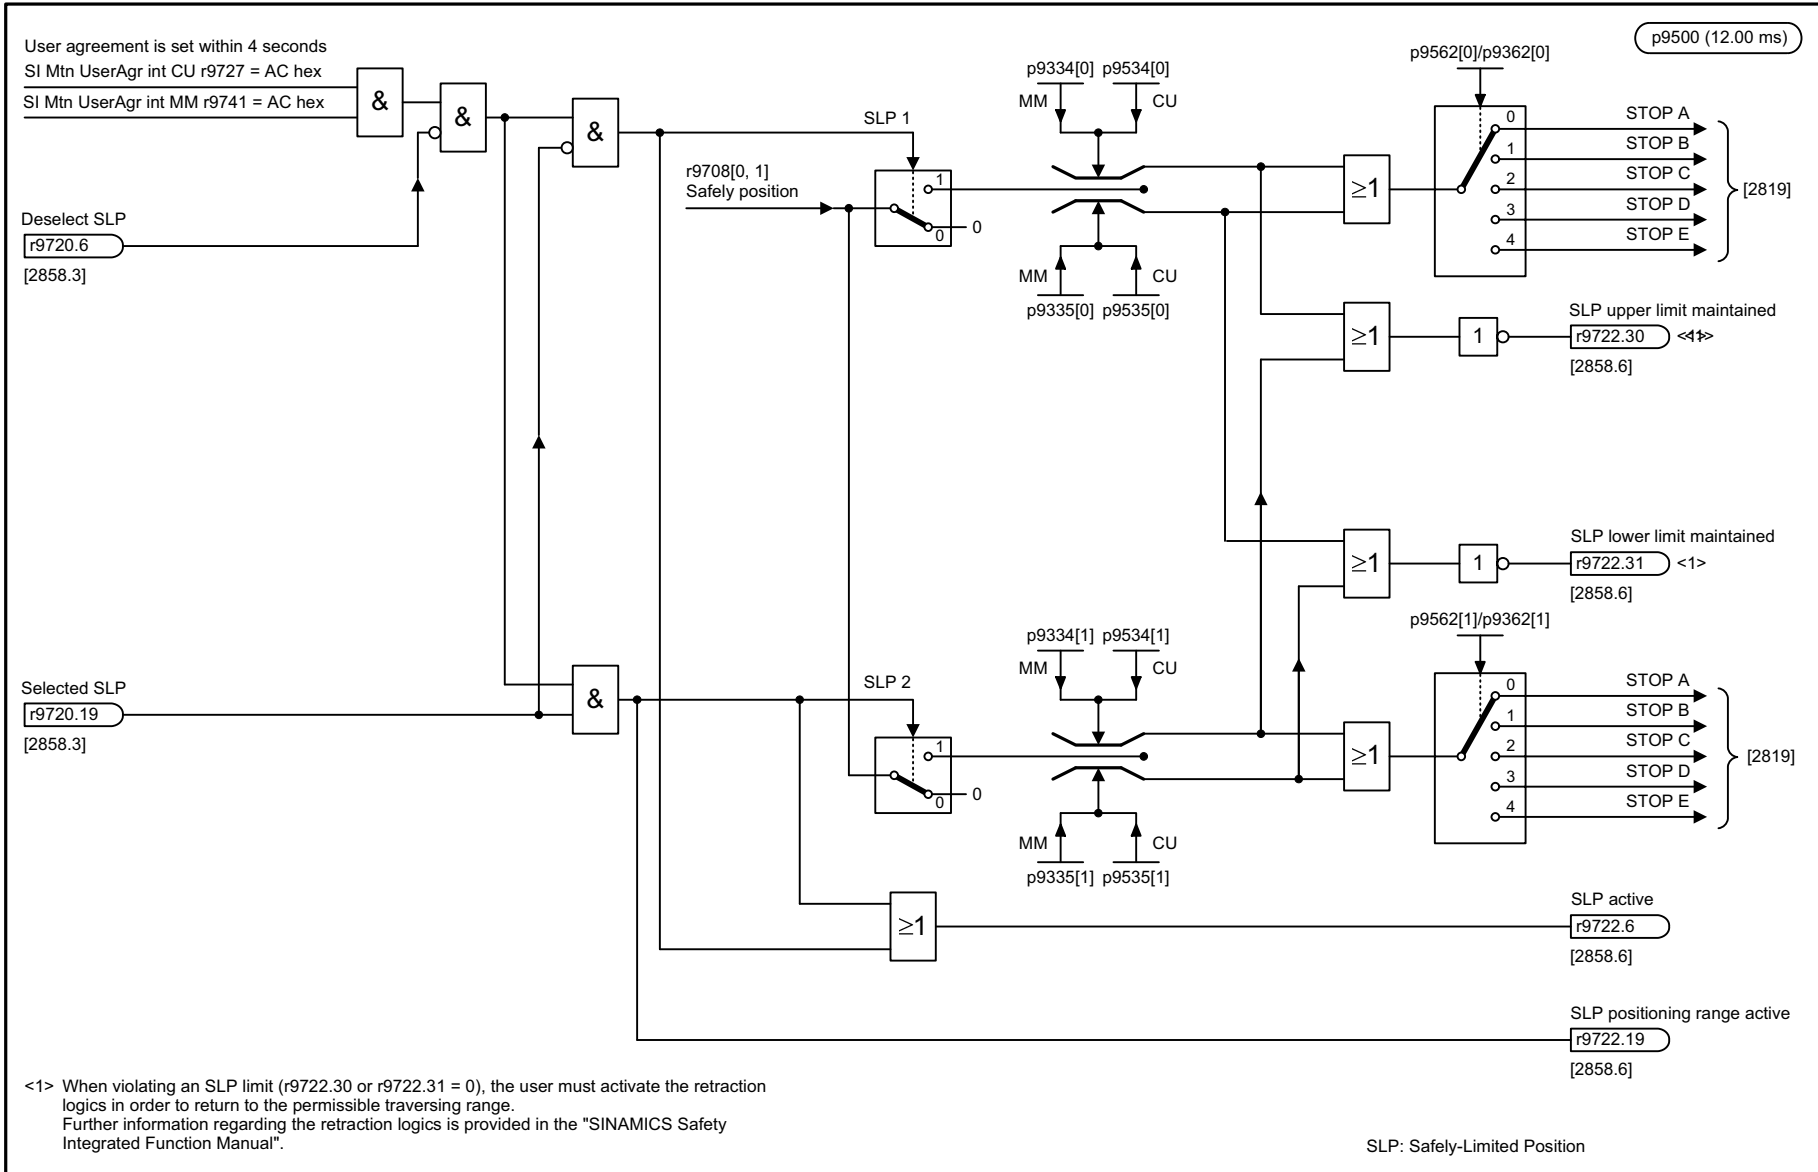 User agreement is set within 4 seconds
SI Mtn UserAgr int CU r9727 = AC hex
SI Mtn UserAgr int MM r9741 = AC hex
&
&
&
Deselect SLP
r9720.6
[2858.3]
Selected SLP
r9720.19
[2858.3]
&
p9500 (12.00 ms)
SLP 1
r9708[0, 1]
Safely position
1
0
0
p9334[0] p9534[0]
MM CU
MM CU
p9335[0] p9535[0]
≥1
p9562[0]/p9362[0]
0 STOP A
1 STOP B
2 STOP C
3 STOP D
4 STOP E
[2819]
≥1
1
SLP upper limit maintained
r9722.30
[2858.6]
≥1
1
SLP lower limit maintained
r9722.31 <1>
[2858.6]
SLP 2
1
0
0
p9334[1] p9534[1]
MM CU
MM CU
p9335[1] p9535[1]
≥1
p9562[1]/p9362[1]
0 STOP A
1 STOP B
2 STOP C
3 STOP D
4 STOP E
[2819]
≥1
SLP active
r9722.6
[2858.6]
SLP positioning range active
r9722.19
[2858.6]
<1> When violating an SLP limit (r9722.30 or r9722.31 = 0), the user must activate the retraction
logics in order to return to the permissible traversing range.
Further information regarding the retraction logics is provided in the "SINAMICS Safety
Integrated Function Manual".
SLP: Safely-Limited Position